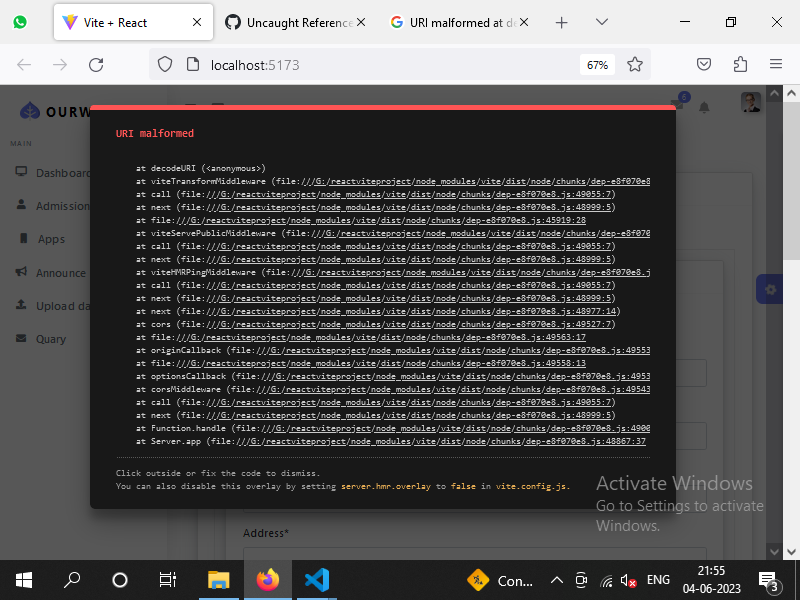 Vite + React
Uncaught Reference
URI malformed at de
localhost:5173
67%
OURW
6
MAIN
Dashboard
Admission
Apps
Announce
Upload da
Quary
URI malformed
at decodeURI (<anonymous>)
at viteTransformMiddleware (file:///G:/reactviteproject/node_modules/vite/dist/node/chunks/dep-e8f070e8
at call (file:///G:/reactviteproject/node_modules/vite/dist/node/chunks/dep-e8f070e8.js:49055:7)
at next (file:///G:/reactviteproject/node_modules/vite/dist/node/chunks/dep-e8f070e8.js:48999:5)
at file:///G:/reactviteproject/node_modules/vite/dist/node/chunks/dep-e8f070e8.js:45919:28
at viteServePublicMiddleware (file:///G:/reactviteproject/node_modules/vite/dist/node/chunks/dep-e8f070
at call (file:///G:/reactviteproject/node_modules/vite/dist/node/chunks/dep-e8f070e8.js:49055:7)
at next (file:///G:/reactviteproject/node_modules/vite/dist/node/chunks/dep-e8f070e8.js:48999:5)
at viteHMRPingMiddleware (file:///G:/reactviteproject/node_modules/vite/dist/node/chunks/dep-e8f070e8.j
at call (file:///G:/reactviteproject/node_modules/vite/dist/node/chunks/dep-e8f070e8.js:49055:7)
at next (file:///G:/reactviteproject/node_modules/vite/dist/node/chunks/dep-e8f070e8.js:48999:5)
at next (file:///G:/reactviteproject/node_modules/vite/dist/node/chunks/dep-e8f070e8.js:48977:14)
at cors (file:///G:/reactviteproject/node_modules/vite/dist/node/chunks/dep-e8f070e8.js:49527:7)
at file:///G:/reactviteproject/node_modules/vite/dist/node/chunks/dep-e8f070e8.js:49563:17
at originCallback (file:///G:/reactviteproject/node_modules/vite/dist/node/chunks/dep-e8f070e8.js:49553
at file:///G:/reactviteproject/node_modules/vite/dist/node/chunks/dep-e8f070e8.js:49558:13
at optionsCallback (file:///G:/reactviteproject/node_modules/vite/dist/node/chunks/dep-e8f070e8.js:4953
at corsMiddleware (file:///G:/reactviteproject/node_modules/vite/dist/node/chunks/dep-e8f070e8.js:49543
at call (file:///G:/reactviteproject/node_modules/vite/dist/node/chunks/dep-e8f070e8.js:49055:7)
at next (file:///G:/reactviteproject/node_modules/vite/dist/node/chunks/dep-e8f070e8.js:48999:5)
at Function.handle (file:///G:/reactviteproject/node_modules/vite/dist/node/chunks/dep-e8f070e8.js:4900
at Server.app (file:///G:/reactviteproject/node_modules/vite/dist/node/chunks/dep-e8f070e8.js:48867:37
Click outside or fix the code to dismiss.
You can also disable this overlay by setting server.hmr.overlay to false in vite.config.js.
Activate Windows
Go to Settings to activate
Windows.
Address*
Con...
ENG
21:55
04-06-2023
3